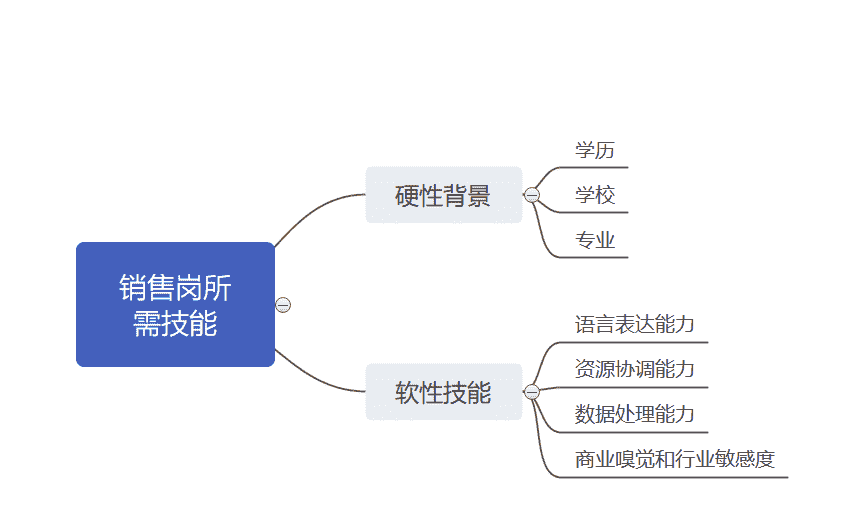 销售岗所
需技能
硬性背景
学历
学校
专业
软性技能
语言表达能力
资源协调能力
数据处理能力
商业嗅觉和行业敏感度